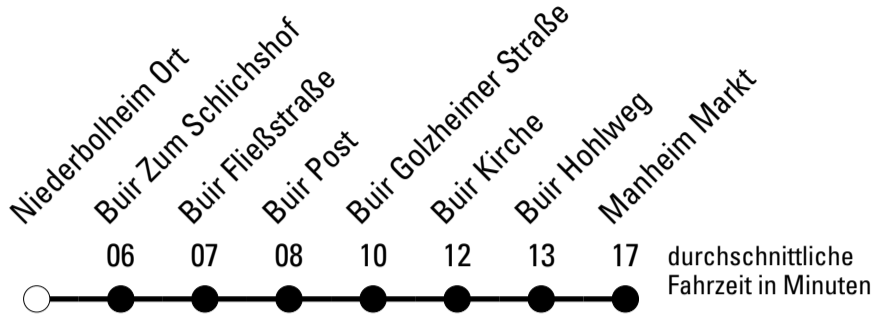 Niederbolheim Ort
Buir Zum Schlichshof
Buir Fließstraße
Buir Post
Buir Golzheimer Straße
Buir Kirche
Buir Hohlweg
Manheim Markt
06 07 08 10 12 13 17
durchschnittliche
Fahrzeit in Minuten